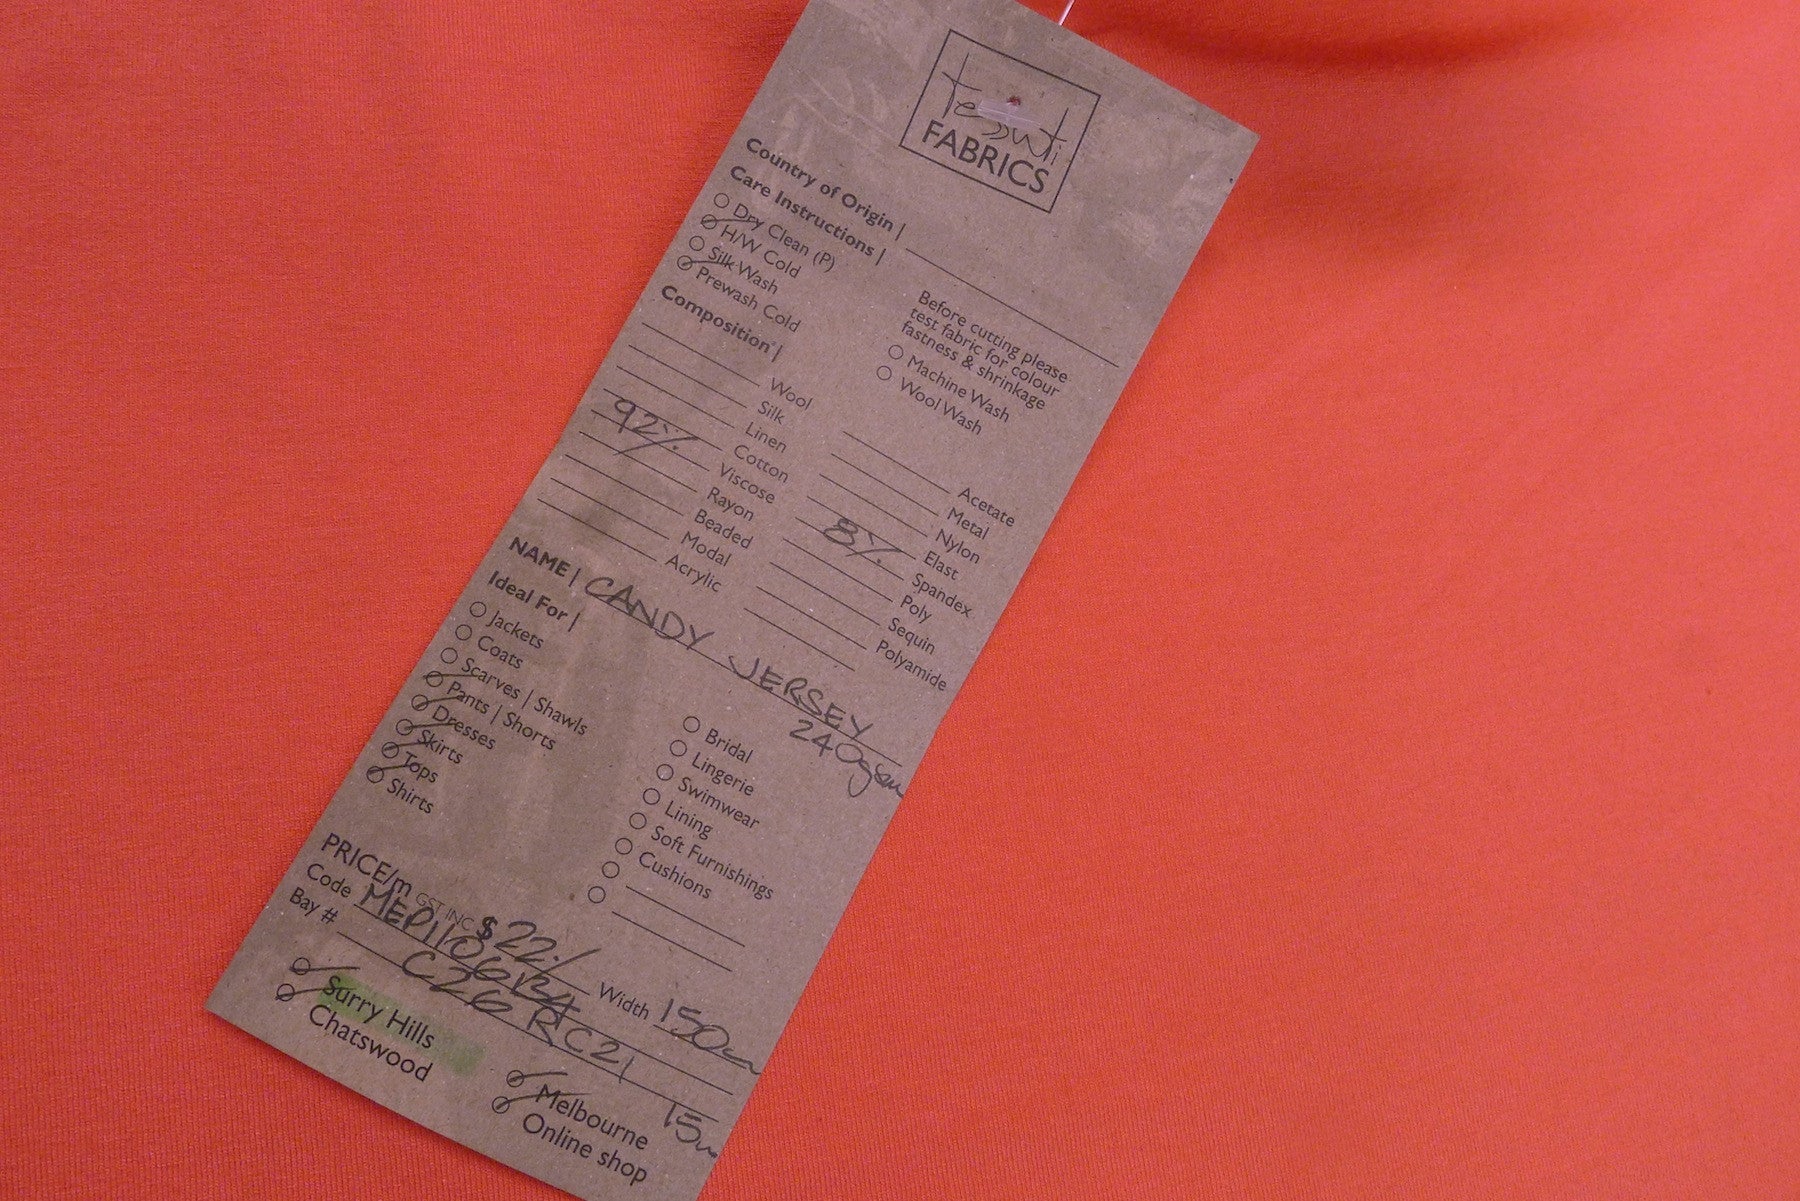 tessuti
FABRICS
Country of Origin |
Care Instructions |
Dry Clean (P)
H/W Cold
Silk Wash
Prewash Cold
Before cutting please
test fabric for colour
fastness & shrinkage
Machine Wash
Wool Wash
Composition |
Wool
Silk
Linen
Cotton
92% Viscose
Rayon
Beaded
Modal
Acrylic
Acetate
Metal
Nylon
Elast
8% Spandex
Poly
Sequin
Polyamide
NAME | CANDY JERSEY
240gsm
Ideal For |
Jackets
Coats
Scarves | Shawls
Pants | Shorts
Dresses
Skirts
Tops
Shirts
Bridal
Lingerie
Swimwear
Lining
Soft Furnishings
Cushions
PRICE/m GST INC $22./ Width 150cm
Code
Bay # C26 RC21
15m
Surry Hills
Chatswood
Melbourne
Online shop